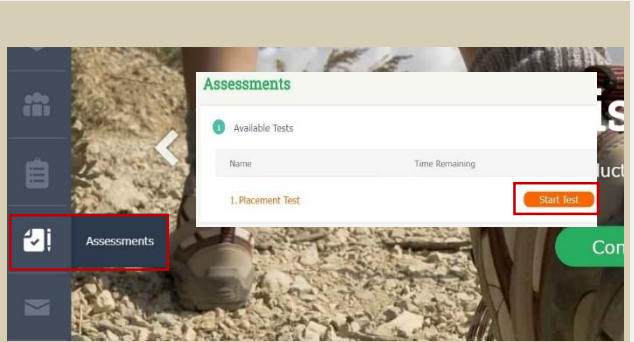 Assessments
1 Available Tests
Name Time Remaining
1. Placement Test Start Test
Assessments